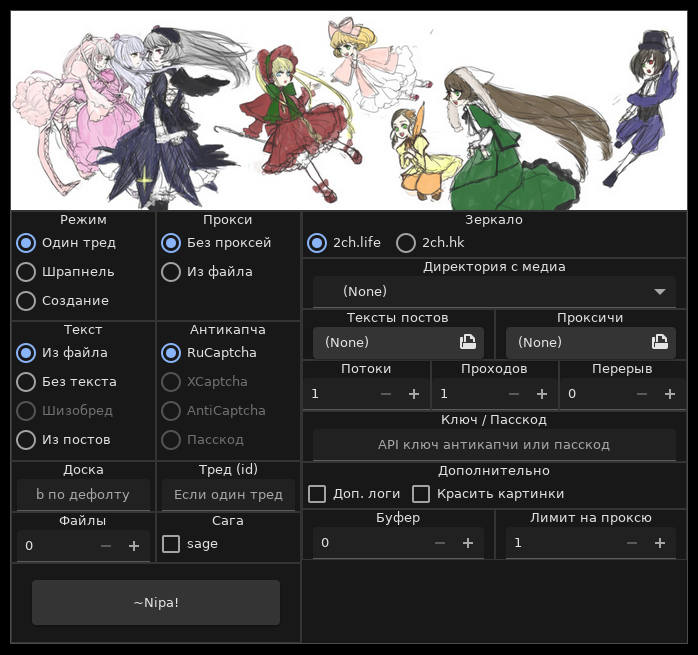 Режим
Один тред
Шрапнель
Создание
Прокси
Без проксей
Из файла
Текст
Из файла
Без текста
Шизобред
Из постов
Антикапча
RuCaptcha
XCaptcha
AntiCaptcha
Пасскод
Доска
b по дефолту
Тред (id)
Если один тред
Файлы
0
Сага
sage
~Nipa!
Зеркало
2ch.life
2ch.hk
Директория с медиа
(None)
Тексты постов
(None)
Проксичи
(None)
Потоки
1
Проходов
1
Перерыв
0
Ключ / Пасскод
API ключ антикапчи или пасскод
Дополнительно
Доп. логи
Красить картинки
Буфер
0
Лимит на проксю
1